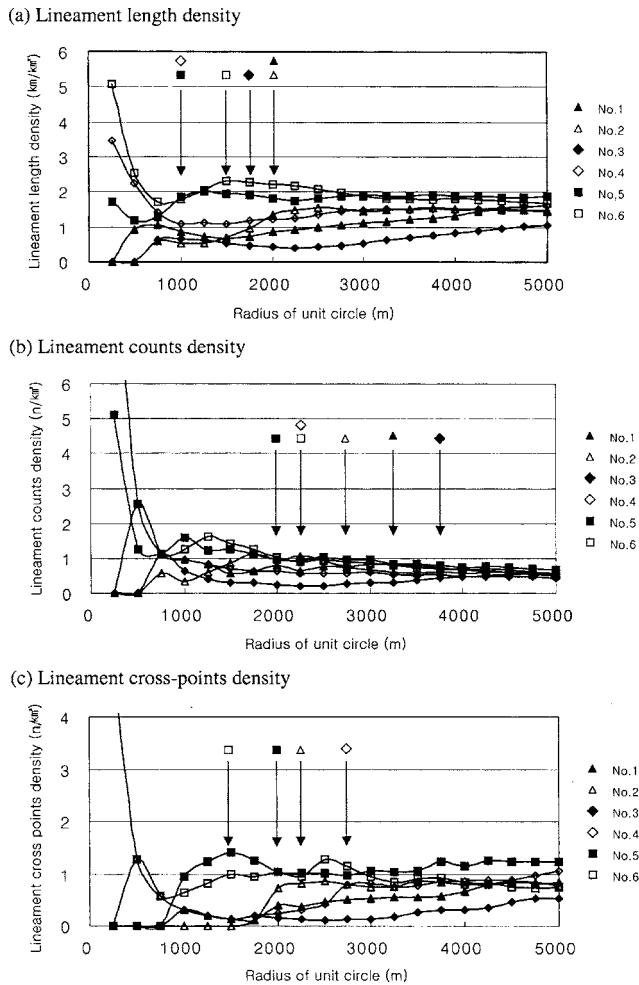 (a) Lineament length density
Lineament length density (km/㎢)
6
5
4
3
2
1
0
0 1000 2000 3000 4000 5000
Radius of unit circle (m)
No.1
No.2
No.3
No.4
No,5
No.6
(b) Lineament counts density
Lineament counts density (n/㎢)
6
5
4
3
2
1
0
0 1000 2000 3000 4000 5000
Radius of unit circle (m)
No.1
No.2
No.3
No.4
No.5
No.6
(c) Lineament cross-points density
Lineament cross points density (n/㎢)
4
3
2
1
0
0 1000 2000 3000 4000 5000
Radius of unit circle (m)
No.1
No.2
No.3
No.4
No.5
No.6